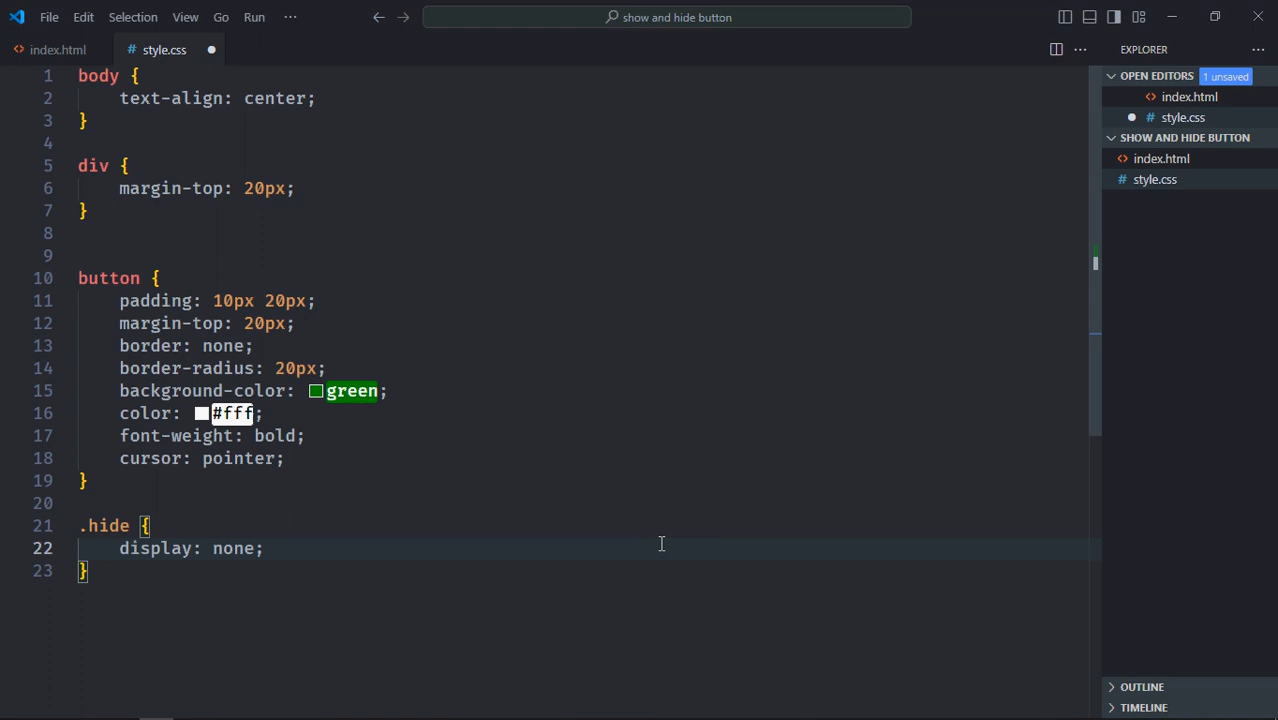 File Edit Selection View Go Run ···
show and hide button
index.html
style.css
EXPLORER
1 body {
2 text-align: center;
3 }
4
5 div {
6 margin-top: 20px;
7 }
8
9
10 button {
11 padding: 10px 20px;
12 margin-top: 20px;
13 border: none;
14 border-radius: 20px;
15 background-color: green;
16 color: #fff;
17 font-weight: bold;
18 cursor: pointer;
19 }
20
21 .hide {
22 display: none;
23 }
OPEN EDITORS 1 unsaved
index.html
style.css
SHOW AND HIDE BUTTON
index.html
style.css
OUTLINE
TIMELINE